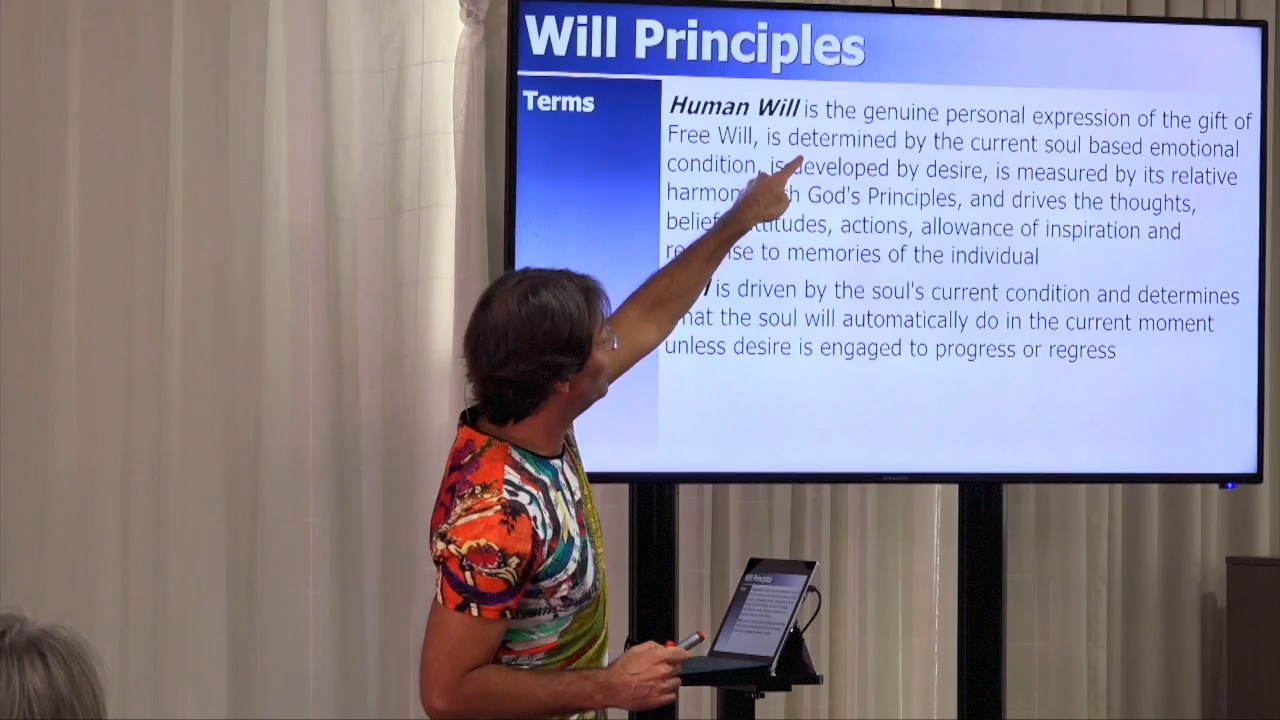 Will Principles
Terms
Human Will is the genuine personal expression of the gift of
Free Will, is determined by the current soul based emotional
condition, is developed by desire, is measured by its relative
God's Principles, and drives the thoughts,
actions, allowance of inspiration and
to memories of the individual
is driven by the soul's current condition and determines
the soul will automatically do in the current moment
unless desire is engaged to progress or regress
Will Principles